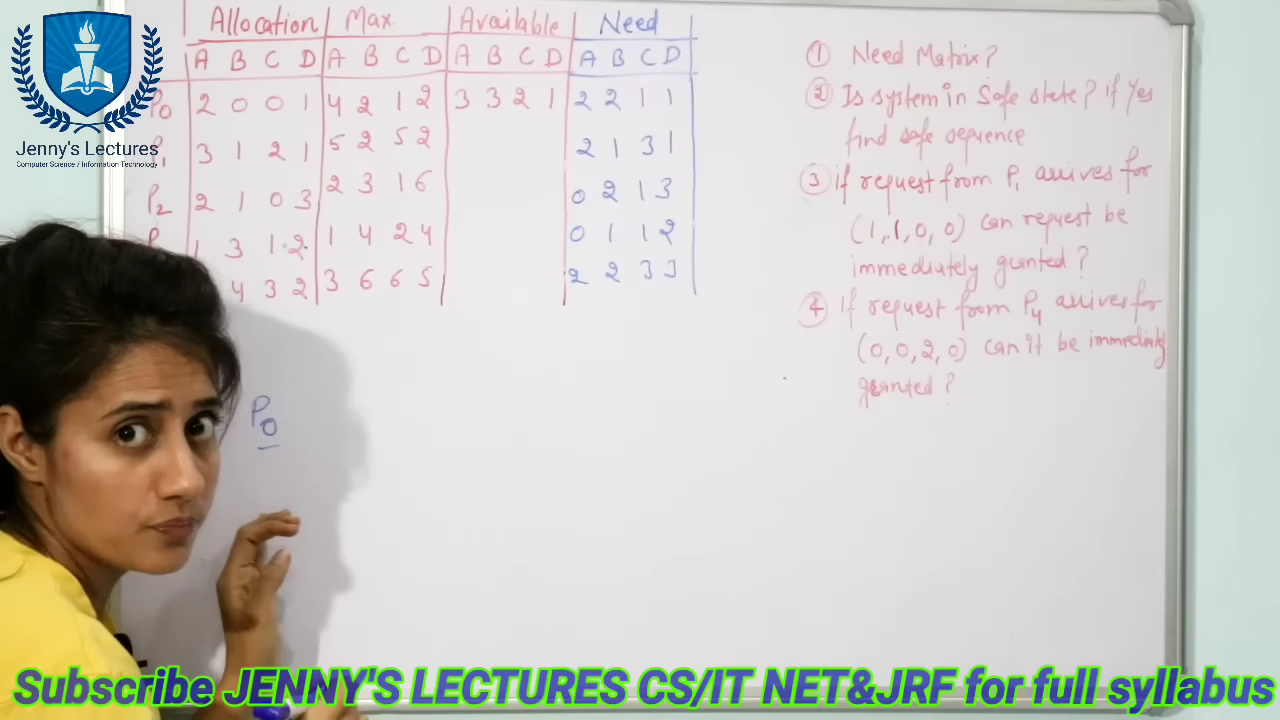 Allocation Max. Available Need
A B C D A B C D A B C D A B C D
P0 2 0 0 1 4 2 1 2 3 3 2 1 2 2 1 1
3 1 2 1 5 2 5 2 2 1 3 1
P2 2 1 0 3 2 3 1 6 0 2 1 3
1 3 1 2 1 4 2 4 0 1 1 2
4 3 2 3 6 6 5 2 2 3 3
P0
① Need Matrix?
② Is system in Safe state? if Yes
find safe sequence
③ if request from P1 arrives for
(1,1,0,0) can request be
immediately granted?
④ If request from P4 arrives for
(0,0,2,0) can it be immediately
granted?
Jenny's Lectures
Computer Science / Information Technology
Subscribe JENNY'S LECTURES CS/IT NET&JRF for full syllabus